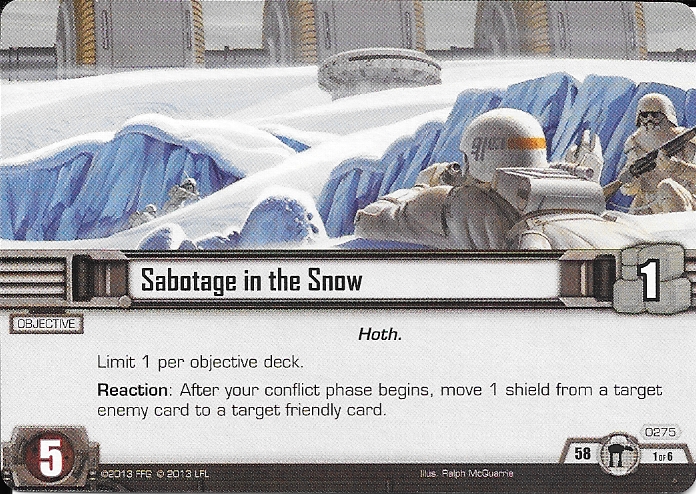 Sabotage in the Snow
1
OBJECTIVE
Hoth.
Limit 1 per objective deck.
Reaction: After your conflict phase begins, move 1 shield from a target
enemy card to a target friendly card.
0275
5
58
1 OF 6
©2013 FFG © 2013 LFL
Illus. Ralph McQuarrie